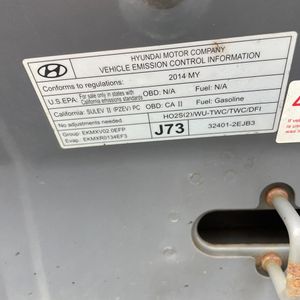 HYUNDAI MOTOR COMPANY
VEHICLE EMISSION CONTROL INFORMATION
Conforms to regulations: 2014 MY
U.S.EPA: For sale only in states with California emissions standards OBD: N/A Fuel: N/A
California: SULEV II (PZEV) PC OBD: CA II Fuel: Gasoline
No adjustments needed HO2S(2)/WU-TWC/TWC/DFI
Group: EKMXV02.0EFP
Evap: EKMXR0134EF3
J73 32401-2EJB3